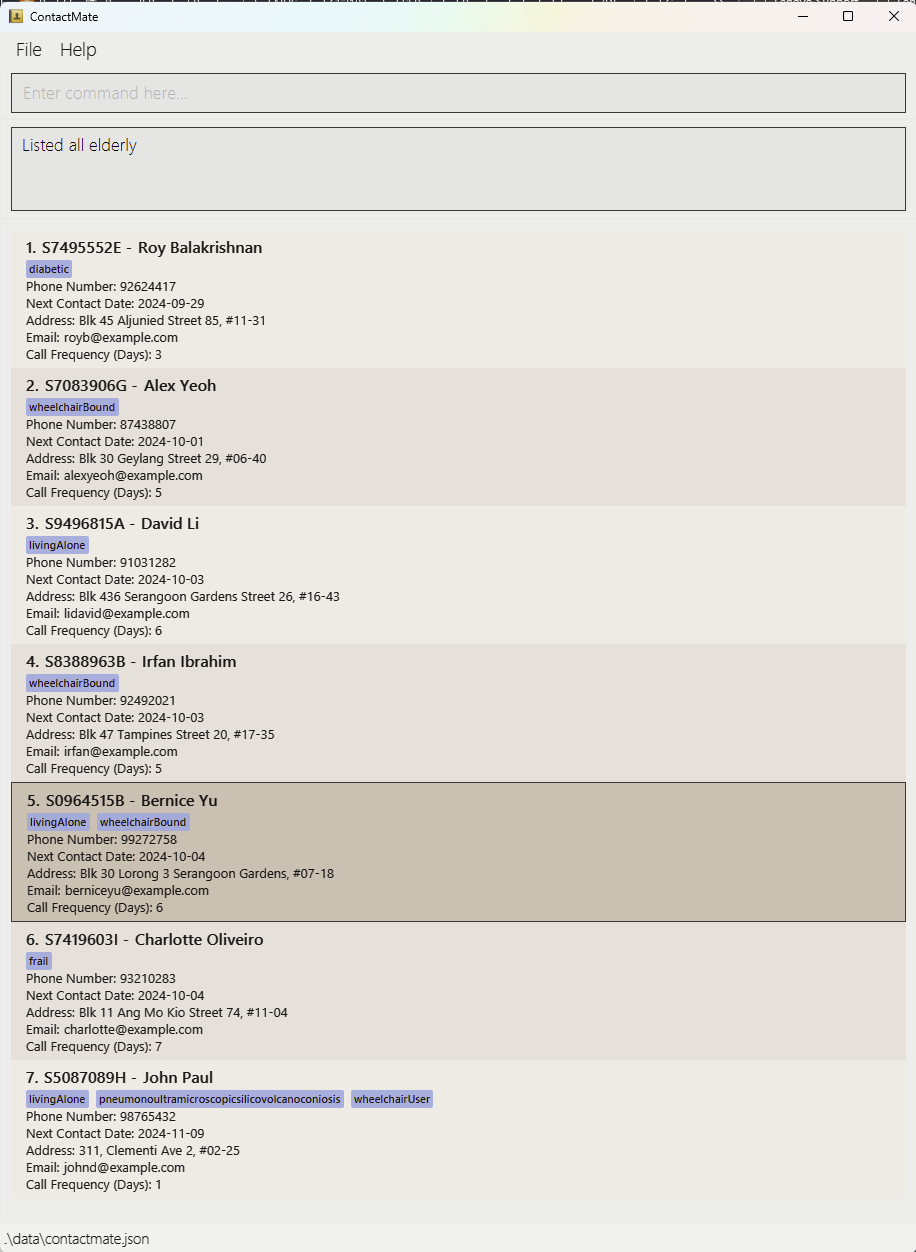 ContactMate
File Help
Enter command here...
Listed all elderly
1. S7495552E - Roy Balakrishnan
diabetic
Phone Number: 92624417
Next Contact Date: 2024-09-29
Address: Blk 45 Aljunied Street 85, #11-31
Email: royb@example.com
Call Frequency (Days): 3
2. S7083906G - Alex Yeoh
wheelchairBound
Phone Number: 87438807
Next Contact Date: 2024-10-01
Address: Blk 30 Geylang Street 29, #06-40
Email: alexyeoh@example.com
Call Frequency (Days): 5
3. S9496815A - David Li
livingAlone
Phone Number: 91031282
Next Contact Date: 2024-10-03
Address: Blk 436 Serangoon Gardens Street 26, #16-43
Email: lidavid@example.com
Call Frequency (Days): 6
4. S8388963B - Irfan Ibrahim
wheelchairBound
Phone Number: 92492021
Next Contact Date: 2024-10-03
Address: Blk 47 Tampines Street 20, #17-35
Email: irfan@example.com
Call Frequency (Days): 5
5. S0964515B - Bernice Yu
livingAlone wheelchairBound
Phone Number: 99272758
Next Contact Date: 2024-10-04
Address: Blk 30 Lorong 3 Serangoon Gardens, #07-18
Email: berniceyu@example.com
Call Frequency (Days): 6
6. S7419603I - Charlotte Oliveiro
frail
Phone Number: 93210283
Next Contact Date: 2024-10-04
Address: Blk 11 Ang Mo Kio Street 74, #11-04
Email: charlotte@example.com
Call Frequency (Days): 7
7. S5087089H - John Paul
livingAlone pneumonoultramicroscopicsilicovolcanoconiosis wheelchairUser
Phone Number: 98765432
Next Contact Date: 2024-11-09
Address: 311, Clementi Ave 2, #02-25
Email: johnd@example.com
Call Frequency (Days): 1
.\data\contactmate.json